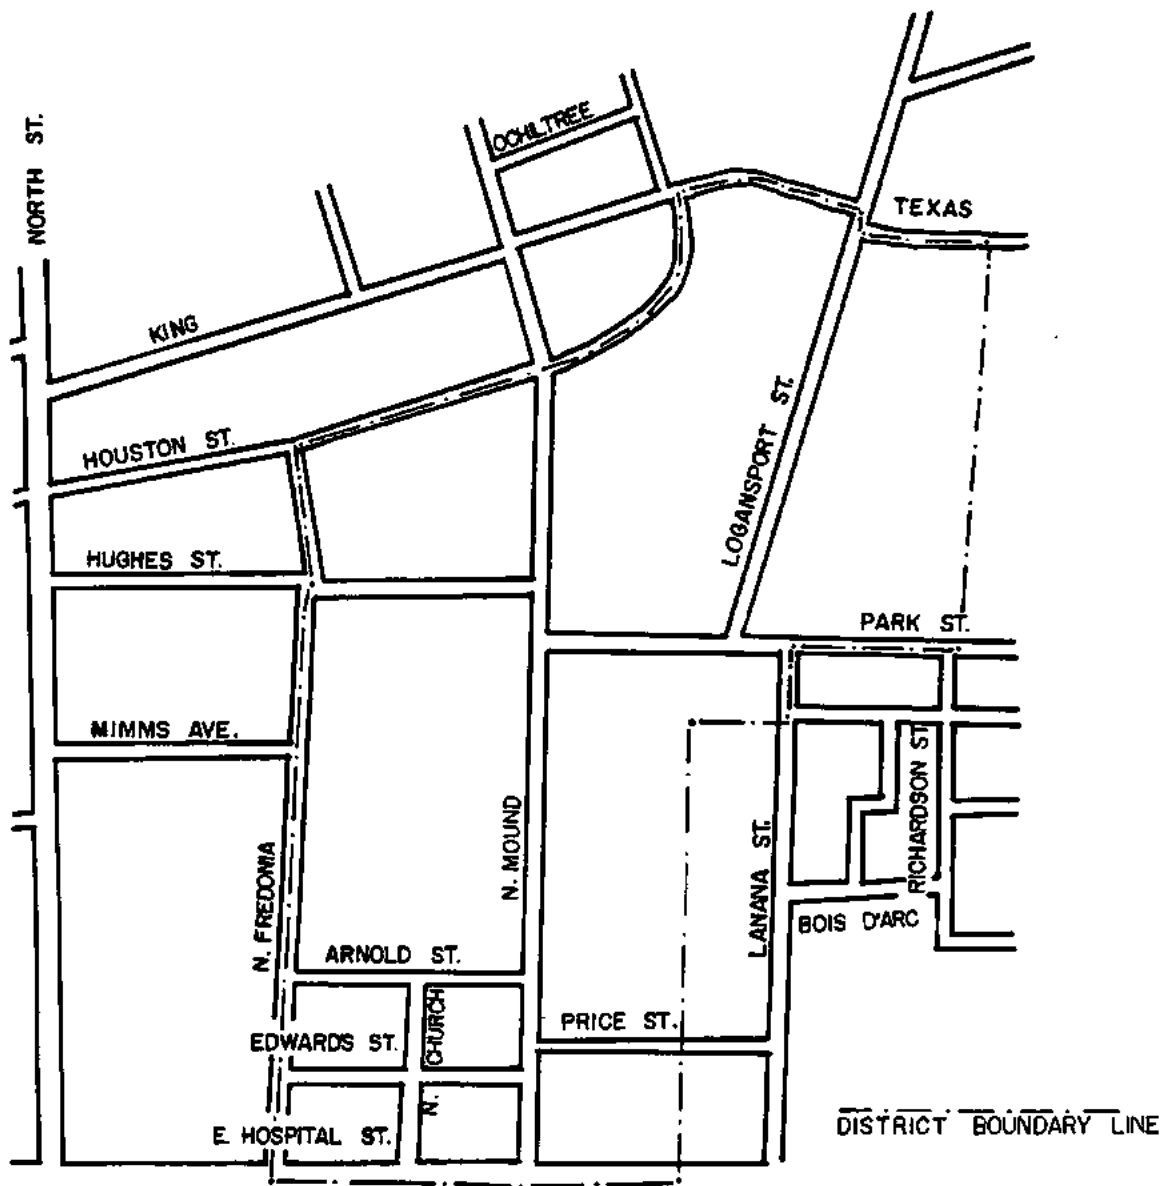 NORTH ST.
OCHILTREE
TEXAS
KING
HOUSTON ST.
LOGANSPORT ST.
HUGHES ST.
PARK ST.
MIMMS AVE.
RICHARDSON ST
N. FREDONIA
N. MOUND
LANANA ST.
BOIS D'ARC
ARNOLD ST.
N. CHURCH
PRICE ST.
EDWARDS ST.
E. HOSPITAL ST.
DISTRICT BOUNDARY LINE